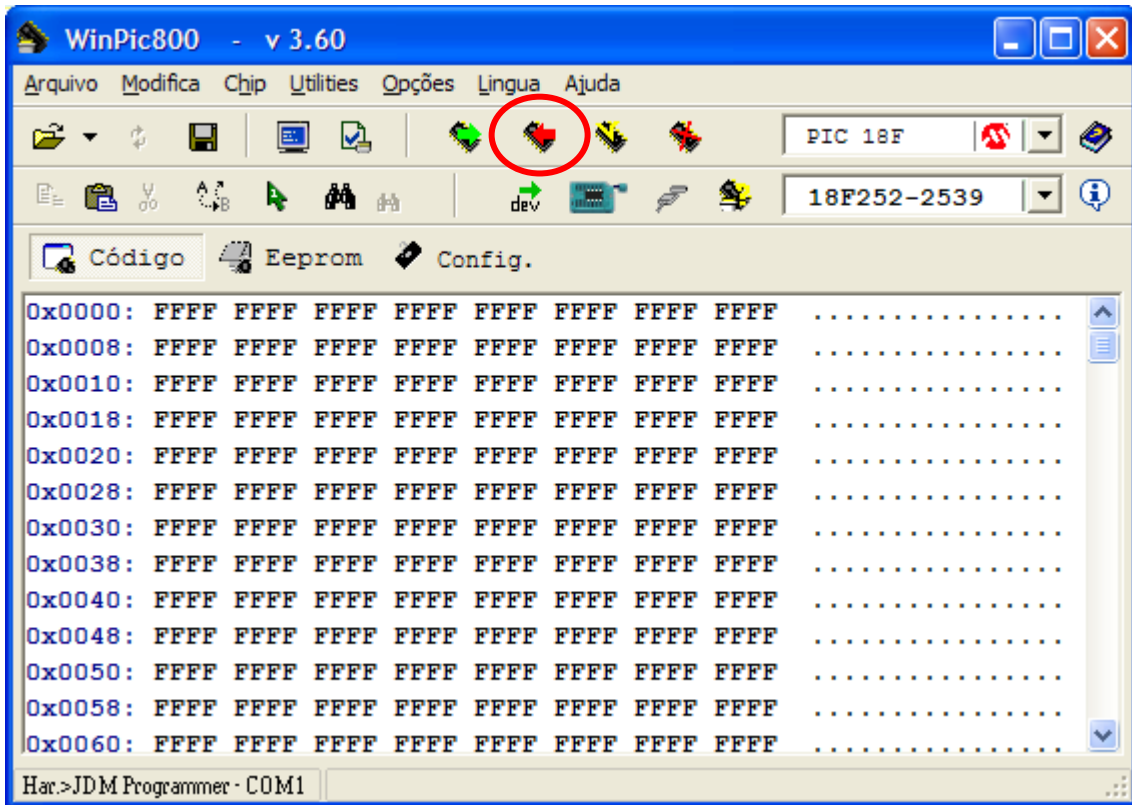 WinPic800 - v 3.60
Arquivo Modifica Chip Utilities Opções Lingua Ajuda
PIC 18F
dev 18F252-2539
Código Eeprom Config.
0x0000: FFFF FFFF FFFF FFFF FFFF FFFF FFFF FFFF ................
0x0008: FFFF FFFF FFFF FFFF FFFF FFFF FFFF FFFF ................
0x0010: FFFF FFFF FFFF FFFF FFFF FFFF FFFF FFFF ................
0x0018: FFFF FFFF FFFF FFFF FFFF FFFF FFFF FFFF ................
0x0020: FFFF FFFF FFFF FFFF FFFF FFFF FFFF FFFF ................
0x0028: FFFF FFFF FFFF FFFF FFFF FFFF FFFF FFFF ................
0x0030: FFFF FFFF FFFF FFFF FFFF FFFF FFFF FFFF ................
0x0038: FFFF FFFF FFFF FFFF FFFF FFFF FFFF FFFF ................
0x0040: FFFF FFFF FFFF FFFF FFFF FFFF FFFF FFFF ................
0x0048: FFFF FFFF FFFF FFFF FFFF FFFF FFFF FFFF ................
0x0050: FFFF FFFF FFFF FFFF FFFF FFFF FFFF FFFF ................
0x0058: FFFF FFFF FFFF FFFF FFFF FFFF FFFF FFFF ................
0x0060: FFFF FFFF FFFF FFFF FFFF FFFF FFFF FFFF ................
Har.>JDM Programmer - COM1